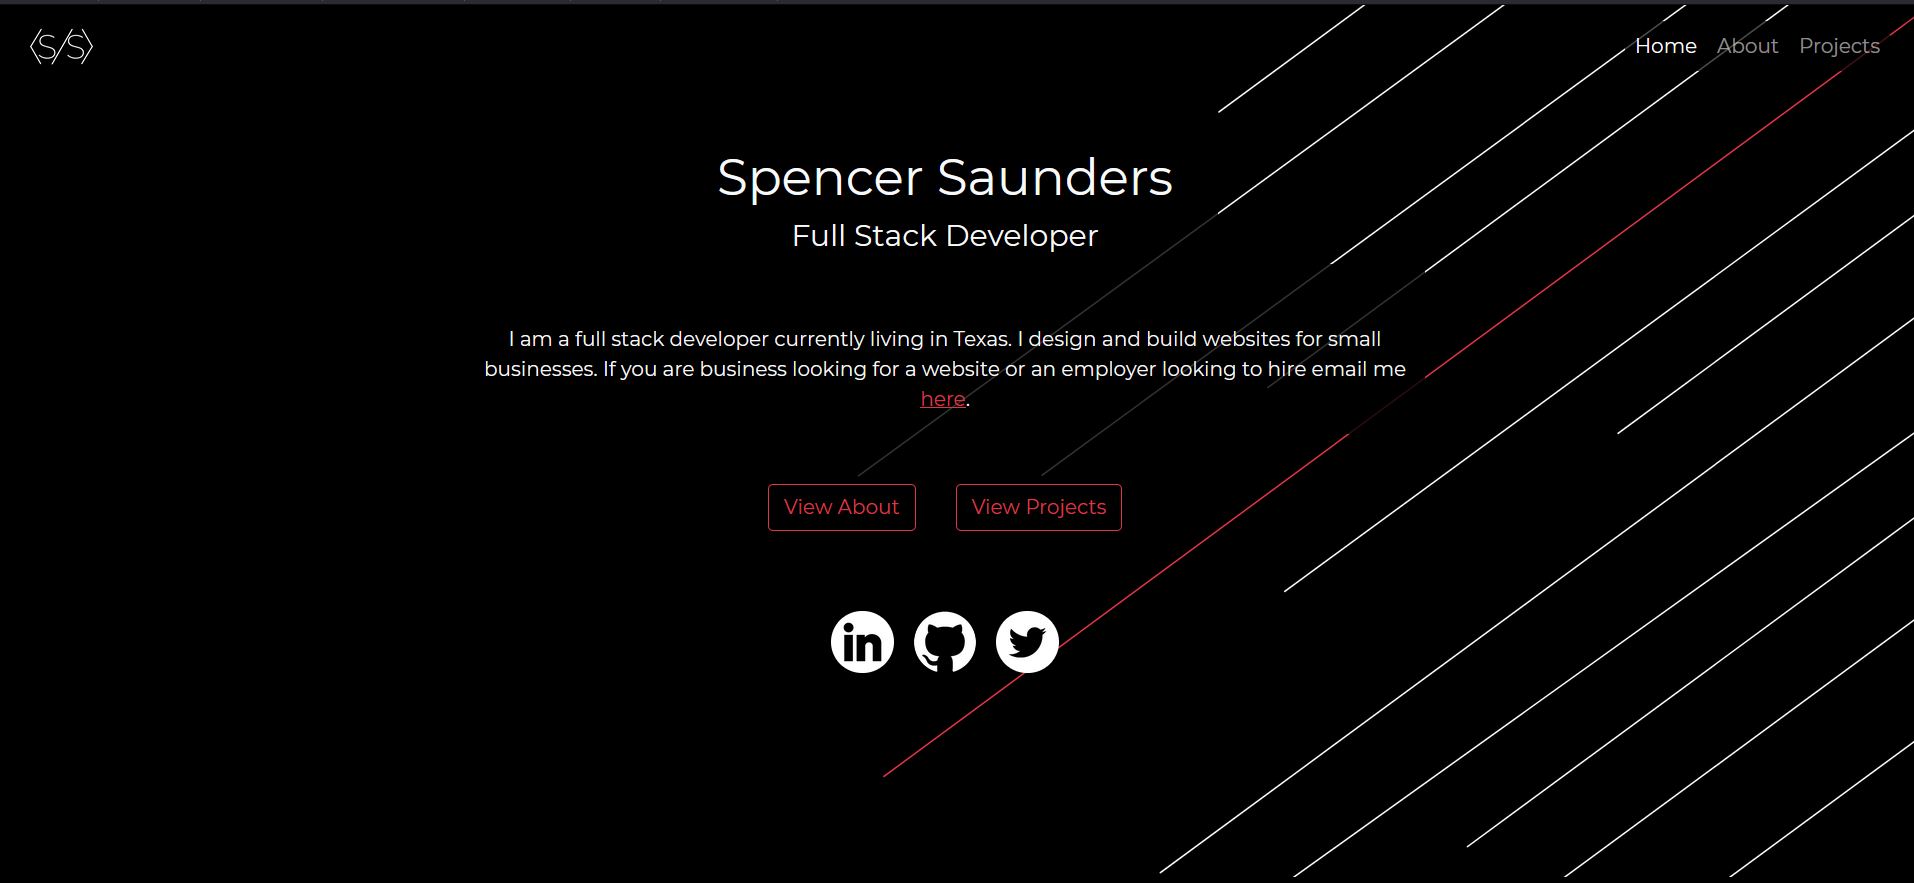 ⟨S/S⟩
Home About Projects
Spencer Saunders
Full Stack Developer
I am a full stack developer currently living in Texas. I design and build websites for small
businesses. If you are business looking for a website or an employer looking to hire email me
here.
View About View Projects
in